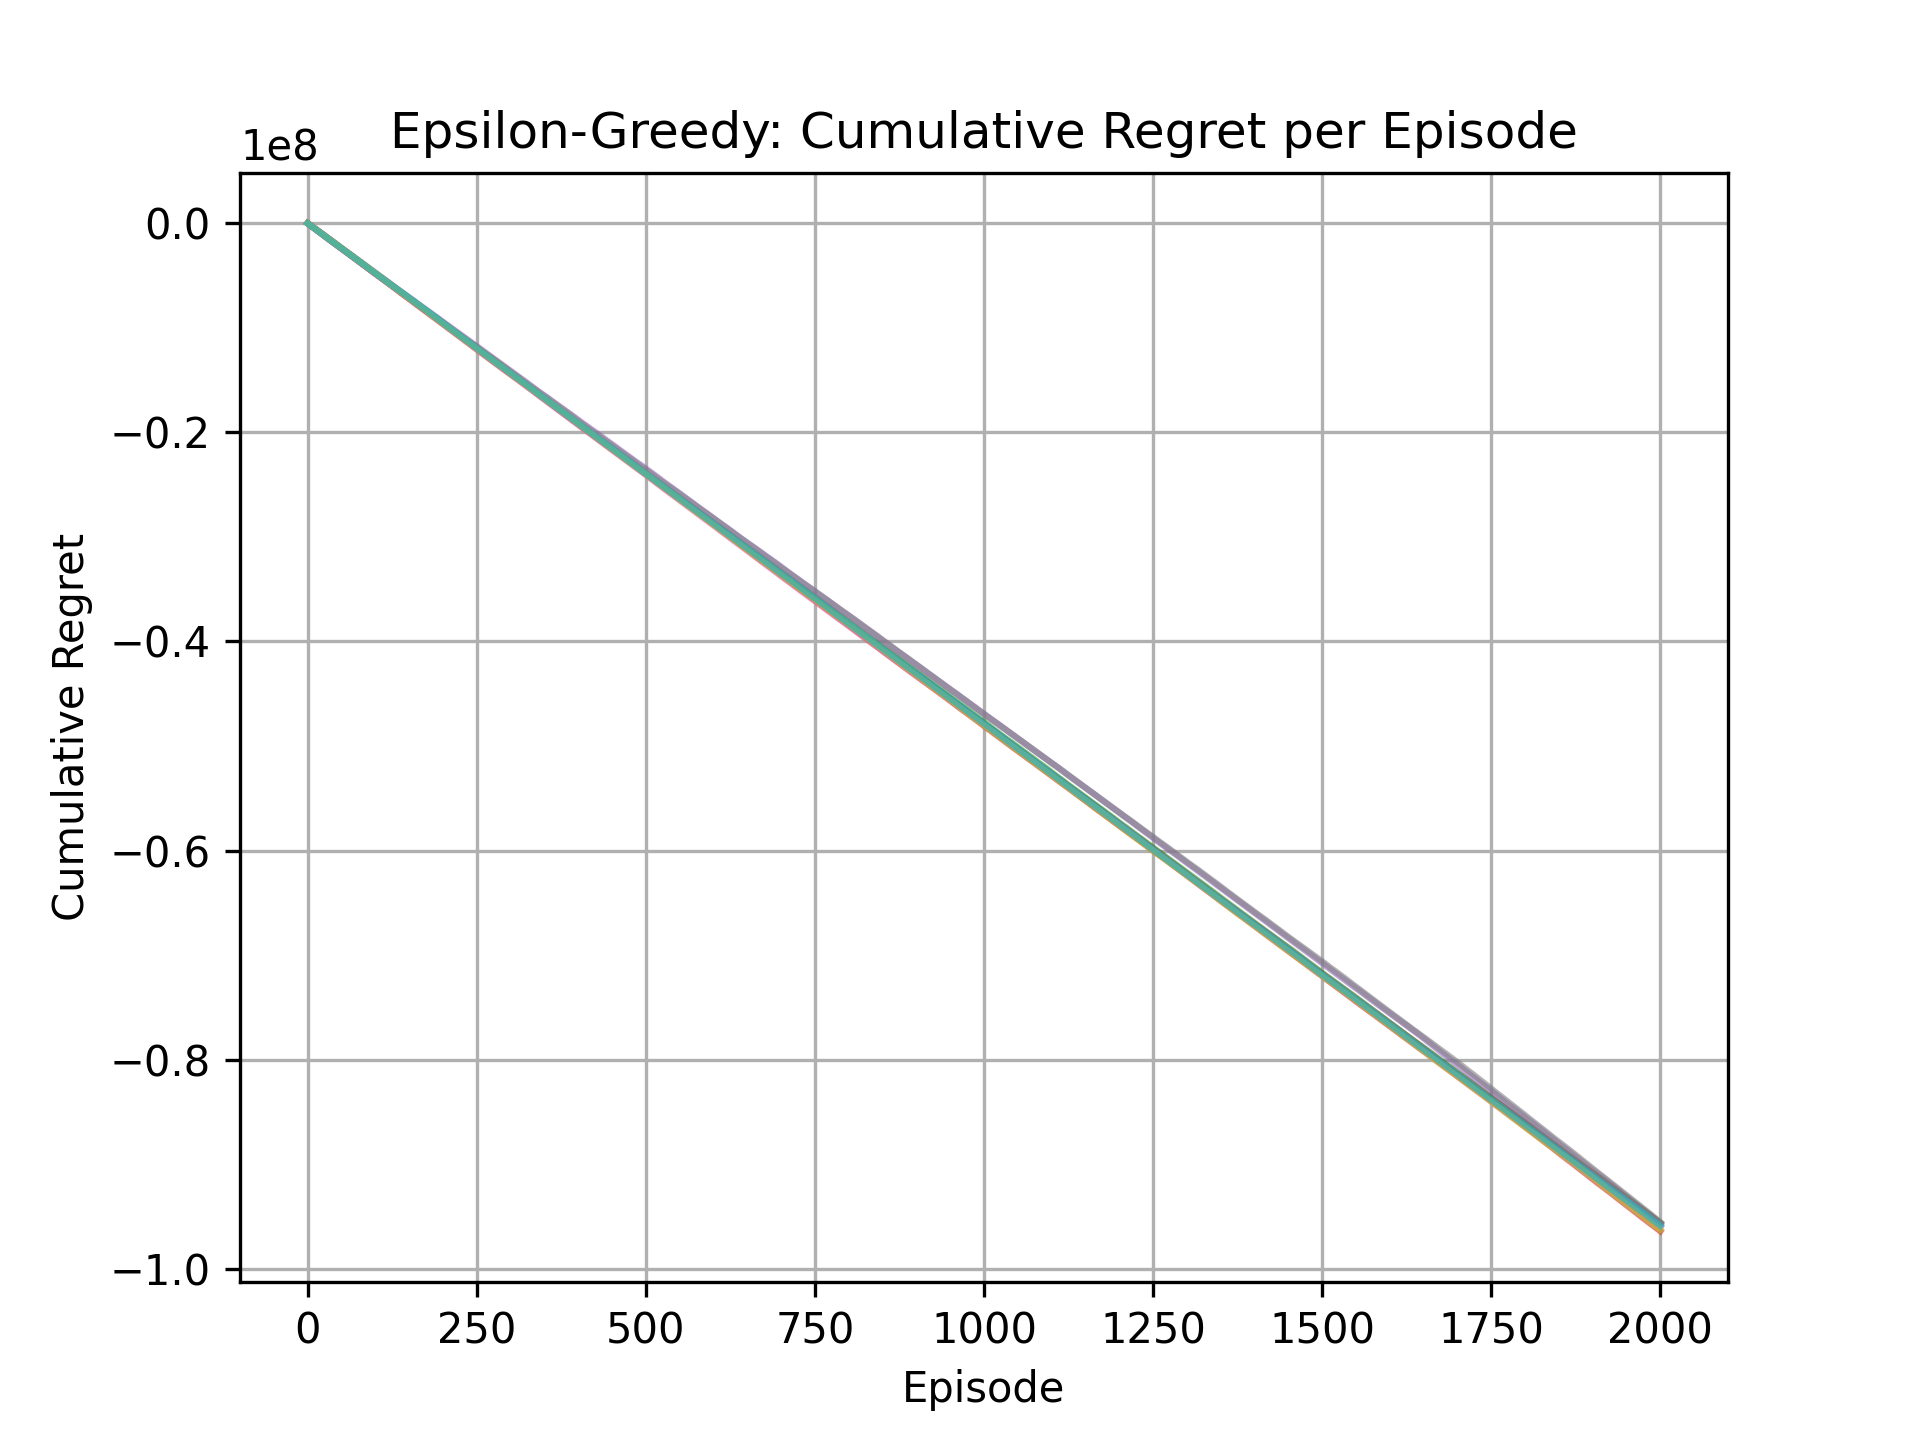 Epsilon-Greedy: Cumulative Regret per Episode
1e8
0.0
−0.2
−0.4
−0.6
−0.8
−1.0
Cumulative Regret
0 250 500 750 1000 1250 1500 1750 2000
Episode